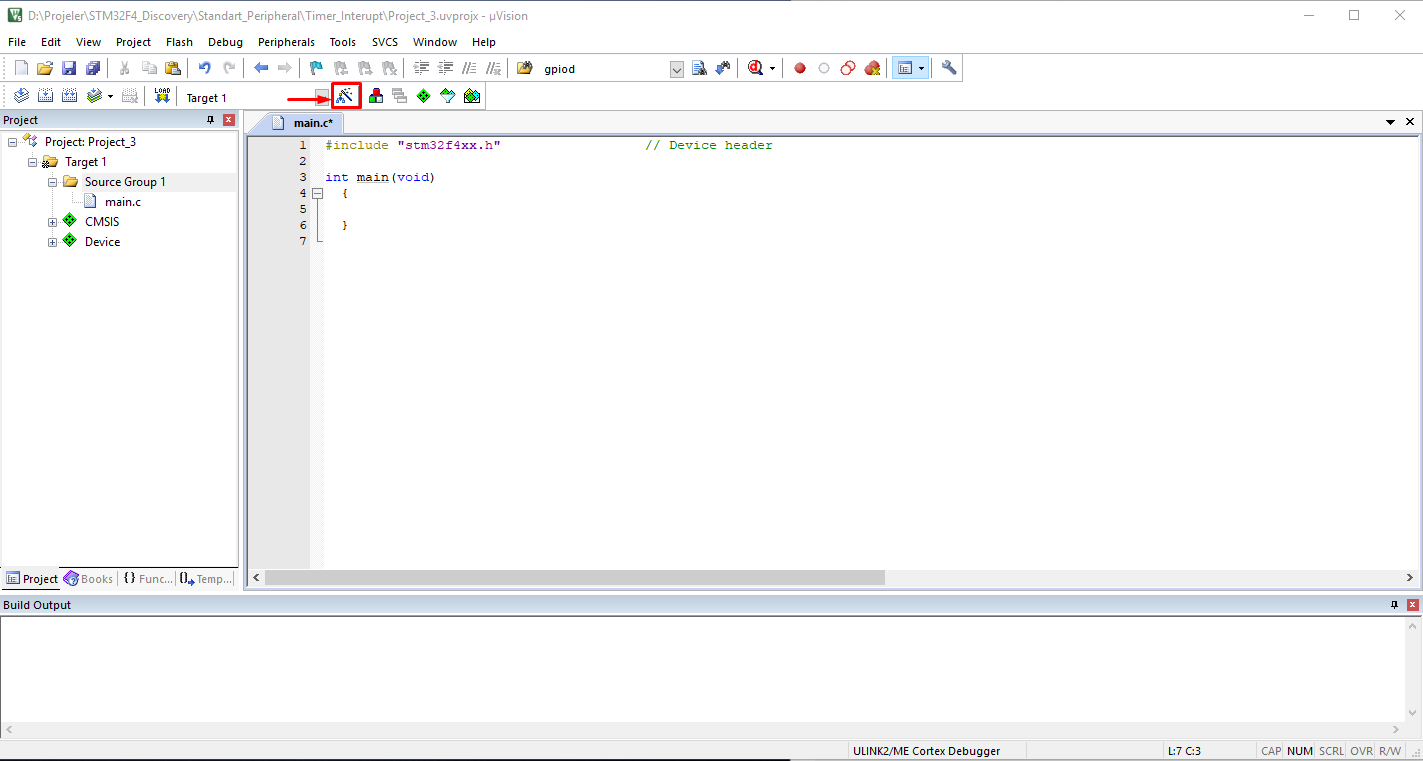 D:\Projeler\STM32F4_Discovery\Standart_Peripheral\Timer_Interupt\Project_3.uvprojx - µVision
File Edit View Project Flash Debug Peripherals Tools SVCS Window Help
gpiod
LOAD Target 1
Project
main.c*
Project: Project_3
Target 1
Source Group 1
main.c
CMSIS
Device
1 #include "stm32f4xx.h" // Device header
2
3 int main(void)
4 {
5
6 }
7
Project Books {} Func... Temp...
Build Output
ULINK2/ME Cortex Debugger L:7 C:3 CAP NUM SCRL OVR R/W